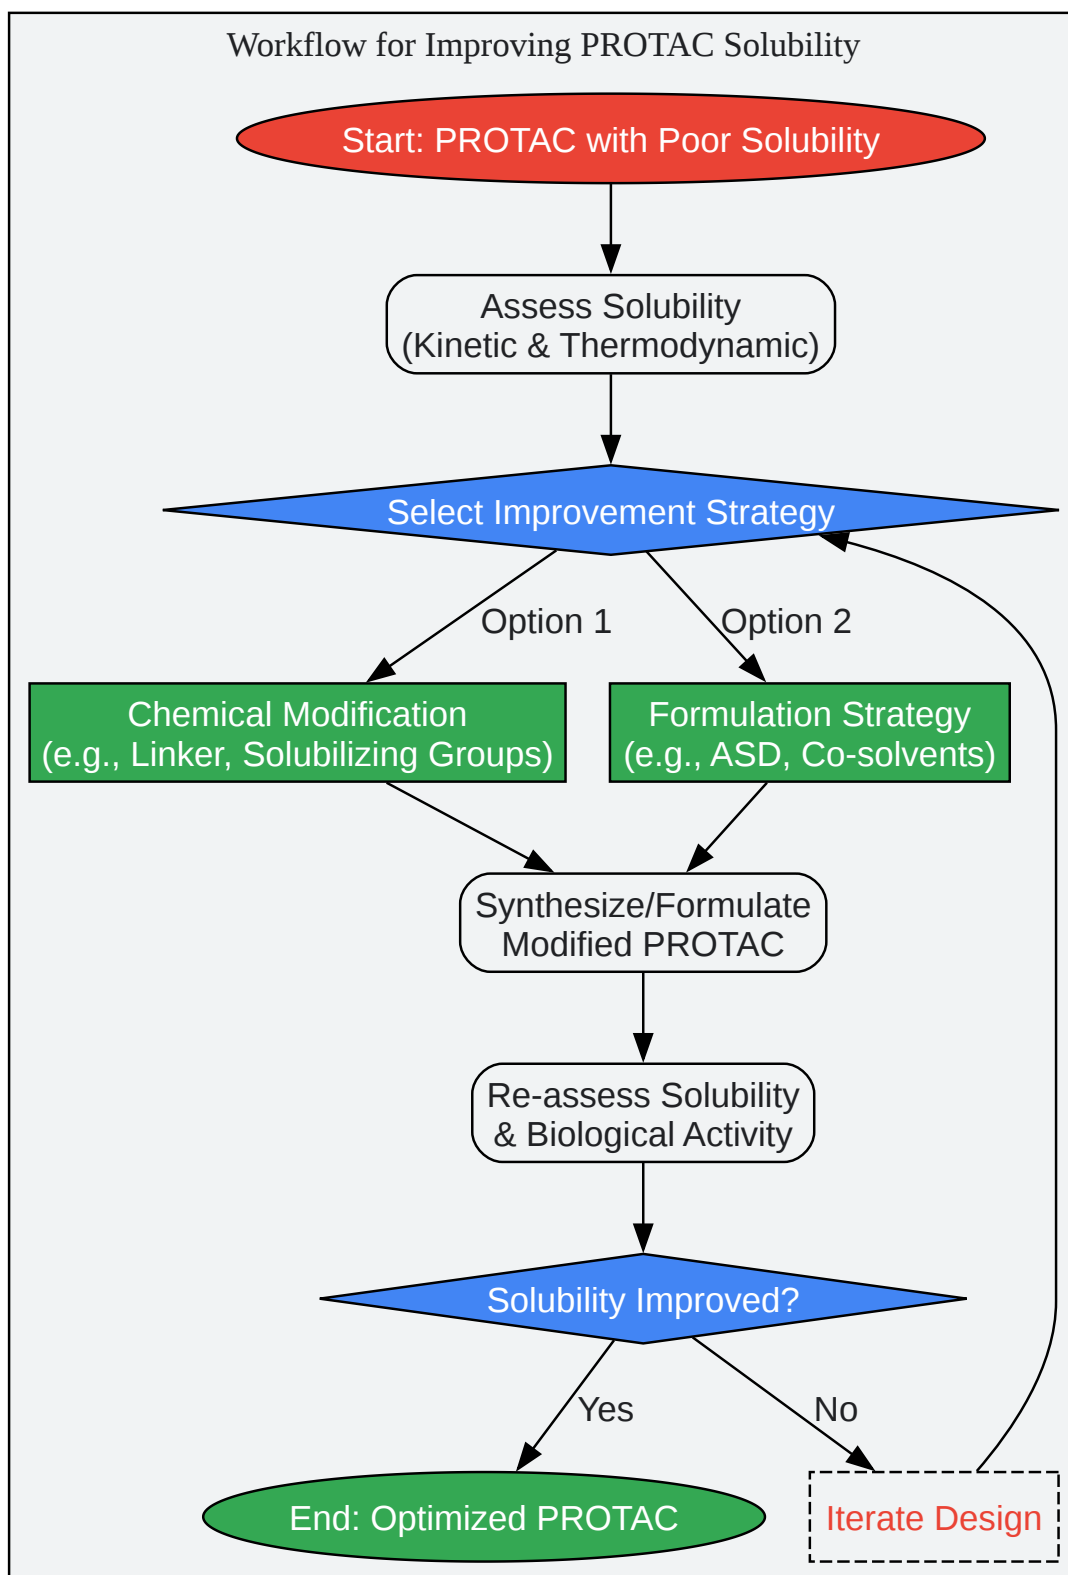 Workflow for Improving PROTAC Solubility
Start: PROTAC with Poor Solubility
Assess Solubility
(Kinetic & Thermodynamic)
Select Improvement Strategy
Option 1
Option 2
Chemical Modification
(e.g., Linker, Solubilizing Groups)
Formulation Strategy
(e.g., ASD, Co-solvents)
Synthesize/Formulate
Modified PROTAC
Re-assess Solubility
& Biological Activity
Solubility Improved?
Yes
No
End: Optimized PROTAC
Iterate Design